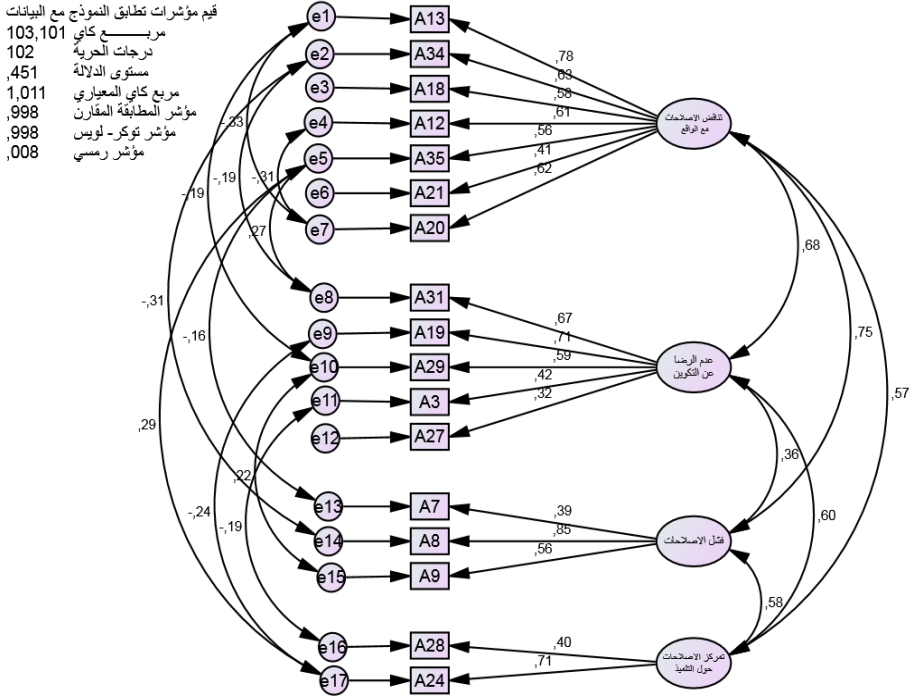 قيم مؤشرات تطابق النموذج مع البيانات
مربـــــــــع كاي 103,101
درجات الحرية 102
مستوى الدلالة ,451
مربع كاي المعياري 1,011
مؤشر المطابقة المقارن ,998
مؤشر توكر- لويس ,998
مؤشر رمسي ,008
e1 A13 ,78
e2 A34 ,63
e3 A18 ,58
e4 A12 ,61
e5 A35 ,56
e6 A21 ,41
e7 A20 ,62
تناقض الاصلاحات
مع الواقع
-,33
-,19 -,19 -,31
,27
,68
e8 A31 ,67
e9 A19 ,71
e10 A29 ,59
e11 A3 ,42
e12 A27 ,32
عدم الرضا
عن التكوين
-,31
-,16
,75
,57
,29
,36
e13 A7 ,39
e14 A8 ,85
e15 A9 ,56
فشل الاصلاحات
,22
-,24
-,19
,60
,58
e16 A28 ,40
e17 A24 ,71
تمركز الاصلاحات
حول التلميذ